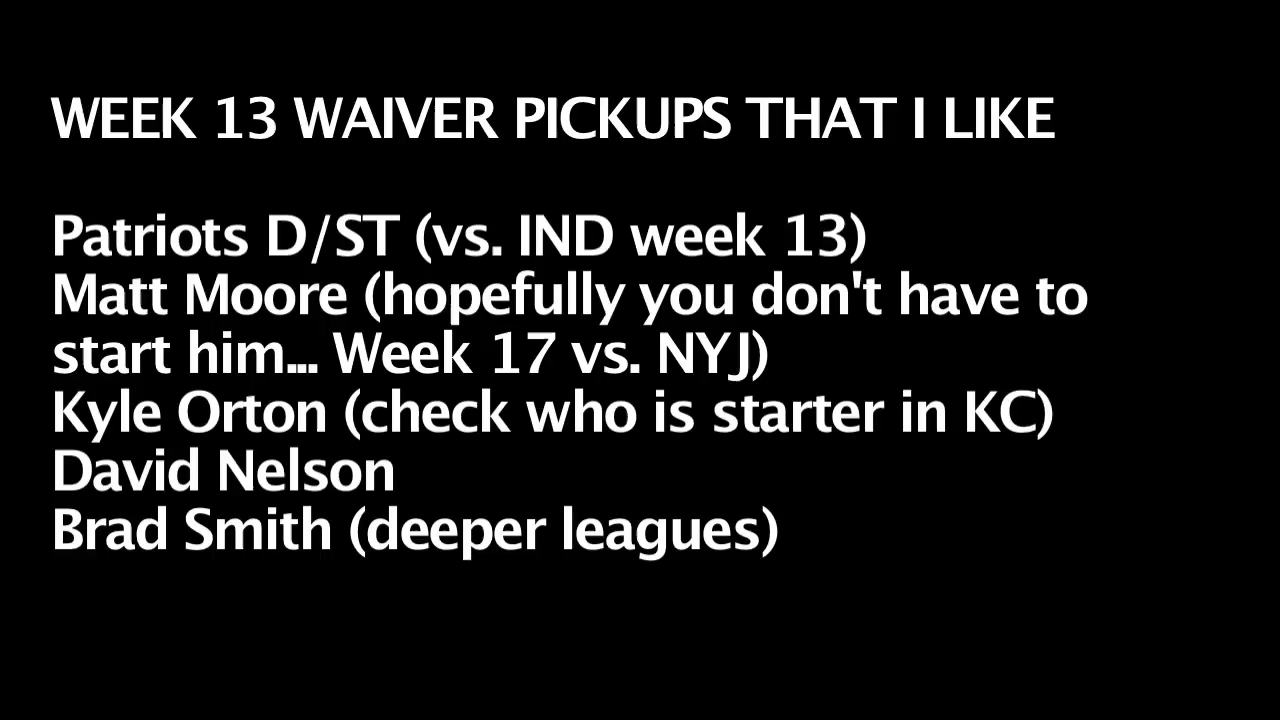 WEEK 13 WAIVER PICKUPS THAT I LIKE
Patriots D/ST (vs. IND week 13)
Matt Moore (hopefully you don't have to
start him... Week 17 vs. NYJ)
Kyle Orton (check who is starter in KC)
David Nelson
Brad Smith (deeper leagues)